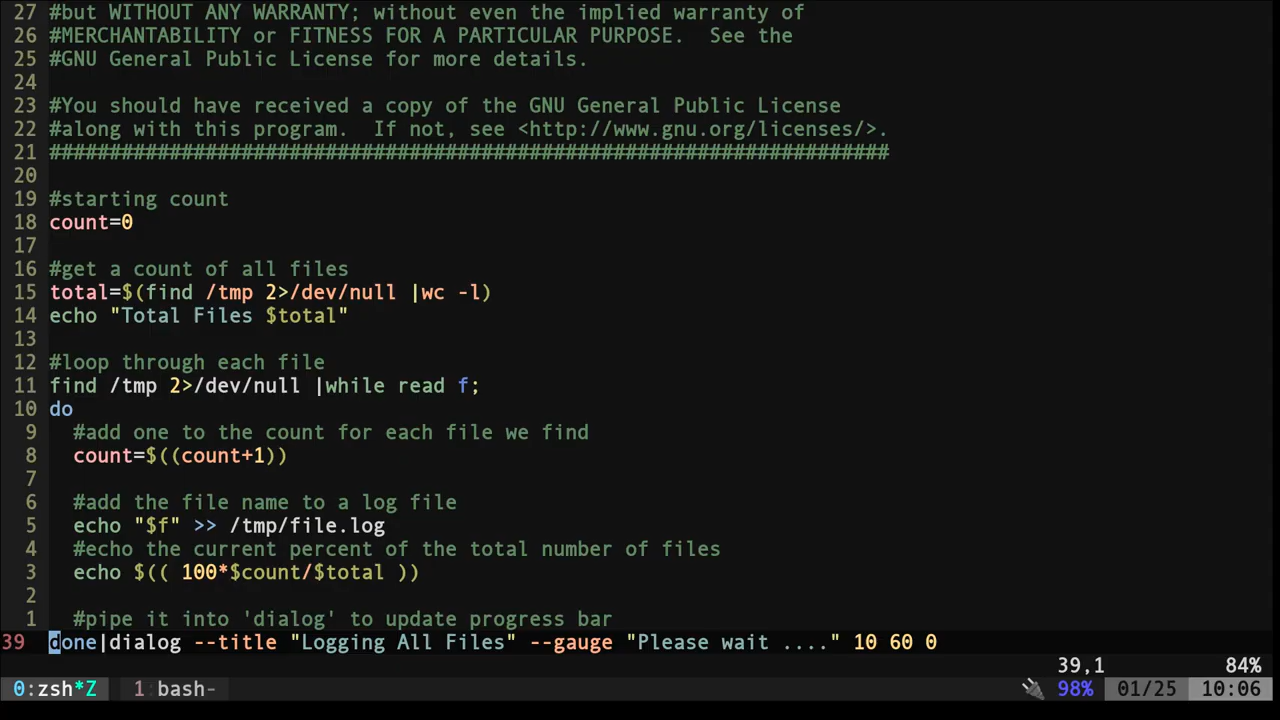 27 #but WITHOUT ANY WARRANTY; without even the implied warranty of
26 #MERCHANTABILITY or FITNESS FOR A PARTICULAR PURPOSE.  See the
25 #GNU General Public License for more details.
24
23 #You should have received a copy of the GNU General Public License
22 #along with this program.  If not, see <http://www.gnu.org/licenses/>.
21 ######################################################################
20
19 #starting count
18 count=0
17
16 #get a count of all files
15 total=$(find /tmp 2>/dev/null |wc -l)
14 echo "Total Files $total"
13
12 #loop through each file
11 find /tmp 2>/dev/null |while read f;
10 do
9   #add one to the count for each file we find
8   count=$((count+1))
7
6   #add the file name to a log file
5   echo "$f" >> /tmp/file.log
4   #echo the current percent of the total number of files
3   echo $(( 100*$count/$total ))
2
1   #pipe it into 'dialog' to update progress bar
39 done|dialog --title "Logging All Files" --gauge "Please wait ...." 10 60 0
39,1 84%
0:zsh*Z 1 bash- 98% 01/25 10:06